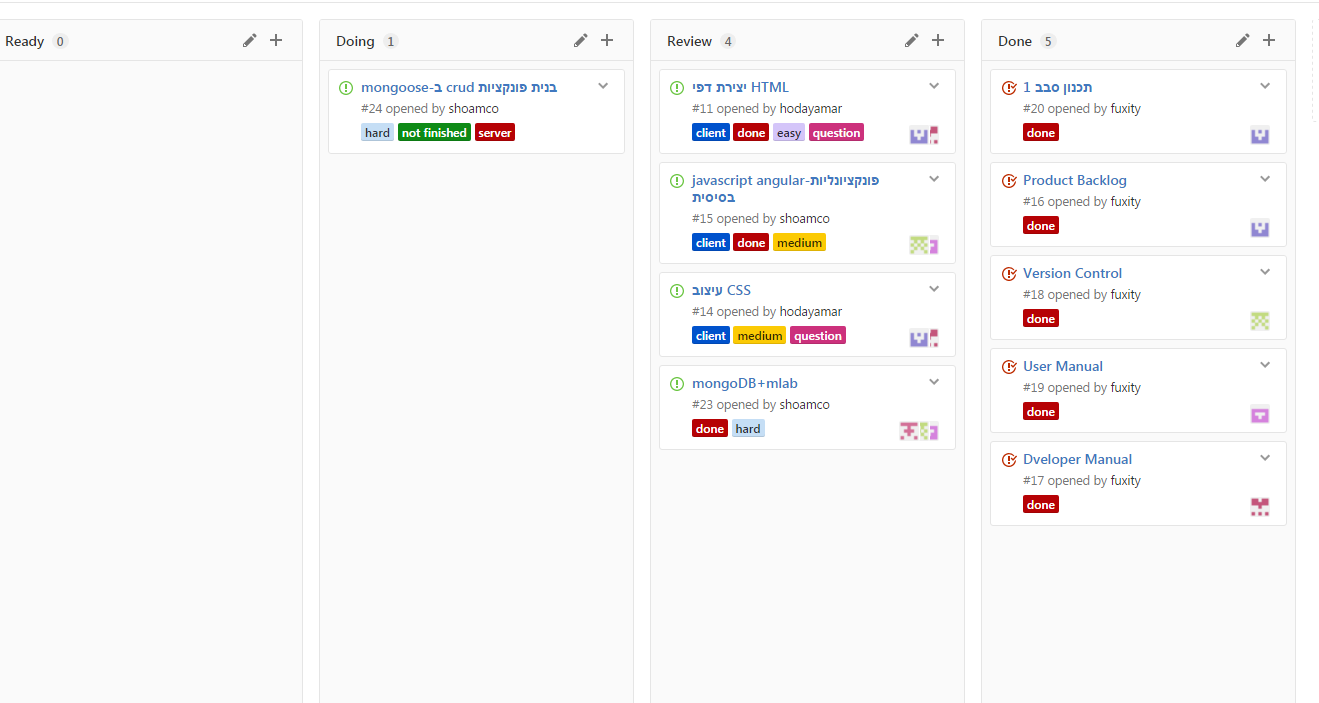 Ready 0
Doing 1
בנית פונקציות crud ב-mongoose
#24 opened by shoamco
hard not finished server
Review 4
יצירת דפי HTML
#11 opened by hodayamar
client done easy question
javascript angular-פונקציונליות
בסיסית
#15 opened by shoamco
client done medium
עיצוב CSS
#14 opened by hodayamar
client medium question
mongoDB+mlab
#23 opened by shoamco
done hard
Done 5
תכנון סבב 1
#20 opened by fuxity
done
Product Backlog
#16 opened by fuxity
done
Version Control
#18 opened by fuxity
done
User Manual
#19 opened by fuxity
done
Dveloper Manual
#17 opened by fuxity
done